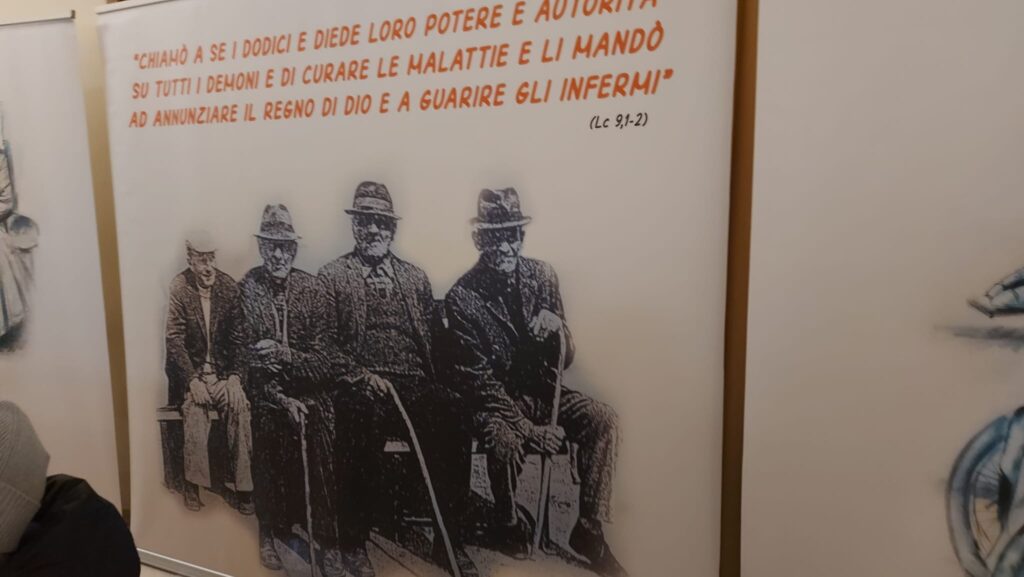 "CHIAMÒ A SE I DODICI E DIEDE LORO POTERE E AUTORITÀ
SU TUTTI I DEMONI E DI CURARE LE MALATTIE E LI MANDÒ
AD ANNUNZIARE IL REGNO DI DIO E A GUARIRE GLI INFERMI"
(Lc 9,1-2)